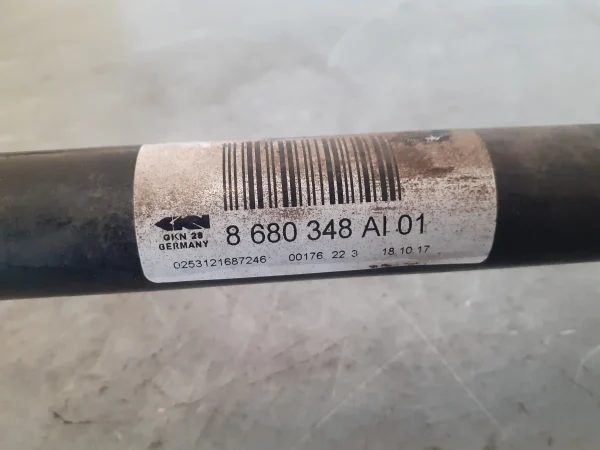 GKN
GKN 28
GERMANY
8 680 348 AI 01
0253121687246 00176 22 3 18.10.17